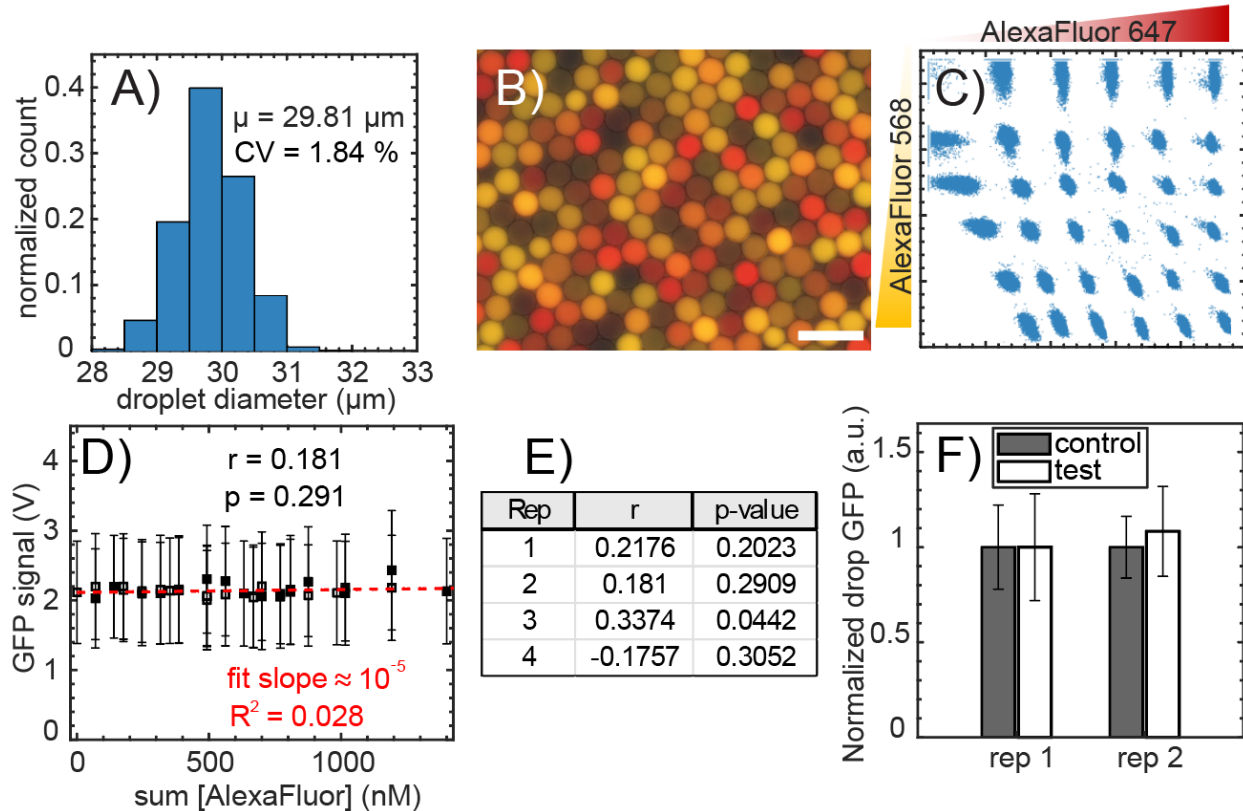 A)
μ = 29.81 μm
CV = 1.84 %
normalized count
0.4
0.3
0.2
0.1
0
28
29
30
31
32
33
droplet diameter (μm)
B)
AlexaFluor 647
AlexaFluor 568
C)
D)
r = 0.181
p = 0.291
GFP signal (V)
4
3
2
1
0
fit slope ≈ 10⁻⁵
R² = 0.028
0
500
1000
sum [AlexaFluor] (nM)
E)
Rep r p-value
1 0.2176 0.2023
2 0.181 0.2909
3 0.3374 0.0442
4 -0.1757 0.3052
F)
control
test
Normalized drop GFP (a.u.)
1.5
1
0.5
0
rep 1
rep 2